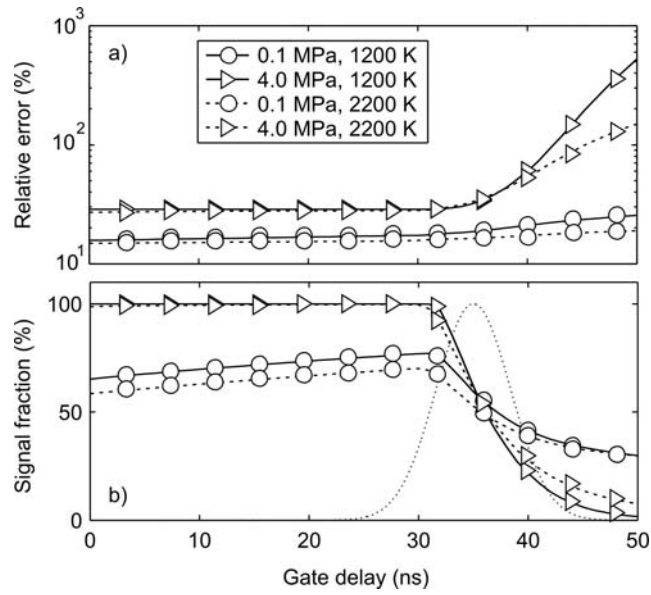 10³
a)
0.1 MPa, 1200 K
4.0 MPa, 1200 K
0.1 MPa, 2200 K
4.0 MPa, 2200 K
10²
10¹
Relative error (%)
100
50
0
Signal fraction (%)
b)
0 10 20 30 40 50
Gate delay (ns)